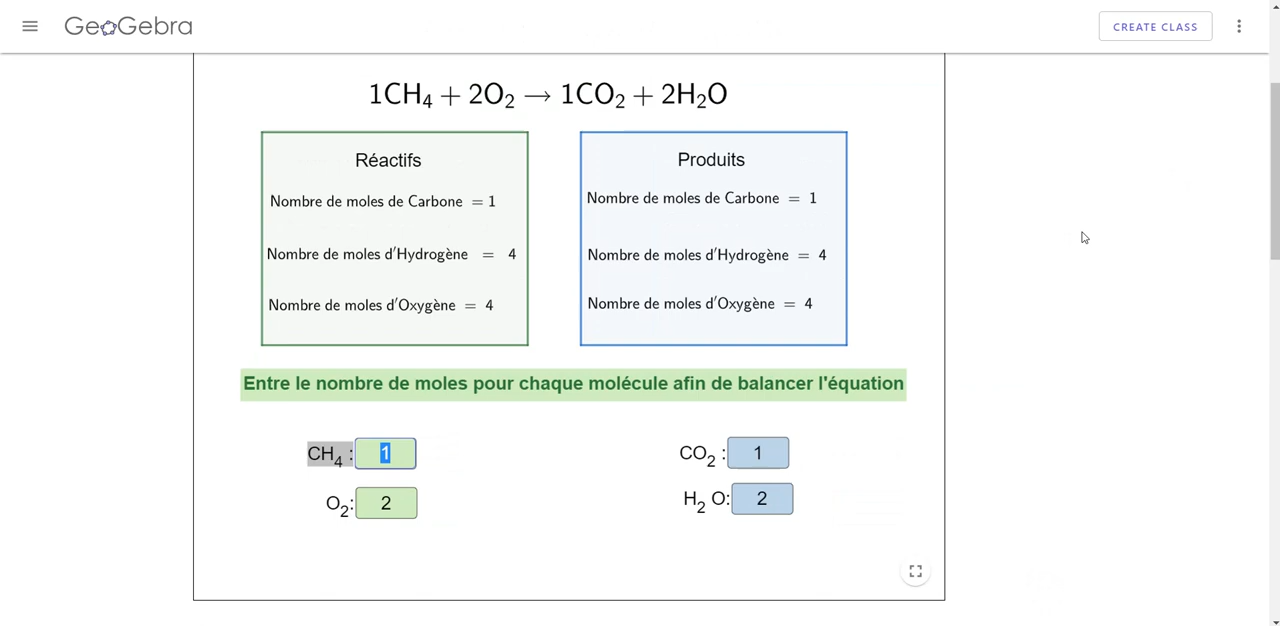 GeoGebra
CREATE CLASS
1CH₄ + 2O₂ → 1CO₂ + 2H₂O
Réactifs
Nombre de moles de Carbone = 1
Nombre de moles d'Hydrogène = 4
Nombre de moles d'Oxygène = 4
Produits
Nombre de moles de Carbone = 1
Nombre de moles d'Hydrogène = 4
Nombre de moles d'Oxygène = 4
Entre le nombre de moles pour chaque molécule afin de balancer l'équation
CH₄ : 1
O₂: 2
CO₂ : 1
H₂ O: 2